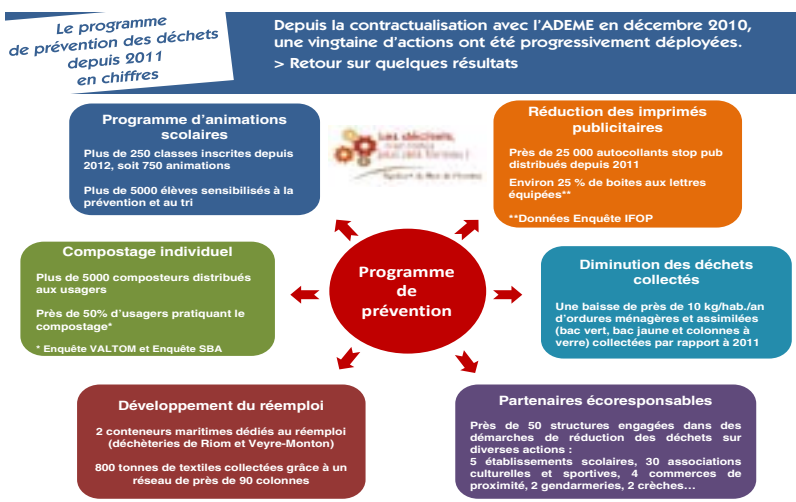 Le programme
de prévention des déchets
depuis 2011
en chiffres
Depuis la contractualisation avec l'ADEME en décembre 2010,
une vingtaine d'actions ont été progressivement déployées.
> Retour sur quelques résultats
Programme d'animations
scolaires
Plus de 250 classes inscrites depuis
2012, soit 750 animations
Plus de 5000 élèves sensibilisés à la
prévention et au tri
Les déchets,
Réduction des imprimés
publicitaires
Près de 25 000 autocollants stop pub
distribués depuis 2011
Environ 25 % de boites aux lettres
équipées**
**Données Enquête IFOP
Compostage individuel
Plus de 5000 composteurs distribués
aux usagers
Près de 50% d'usagers pratiquant le
compostage*
* Enquête VALTOM et Enquête SBA
Programme
de
prévention
Diminution des déchets
collectés
Une baisse de près de 10 kg/hab./an
d'ordures ménagères et assimilées
(bac vert, bac jaune et colonnes à
verre) collectées par rapport à 2011
Développement du réemploi
2 conteneurs maritimes dédiés au réemploi
(déchèteries de Riom et Veyre-Monton)
800 tonnes de textiles collectées grâce à un
réseau de près de 90 colonnes
Partenaires écoresponsables
Près de 50 structures engagées dans des
démarches de réduction des déchets sur
diverses actions :
5 établissements scolaires, 30 associations
culturelles et sportives, 4 commerces de
proximité, 2 gendarmeries, 2 crèches...